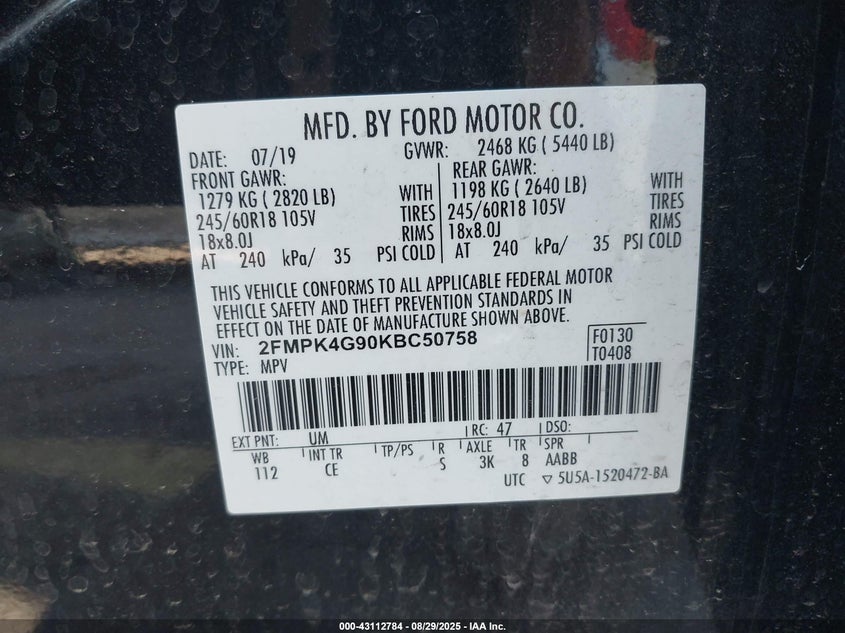 MFD. BY FORD MOTOR CO.
DATE: 07/19 GVWR: 2468 KG ( 5440 LB)
FRONT GAWR: REAR GAWR:
1279 KG ( 2820 LB) WITH 1198 KG ( 2640 LB) WITH
245/60R18 105V TIRES 245/60R18 105V TIRES
18x8.0J RIMS 18x8.0J RIMS
AT 240 kPa/ 35 PSI COLD AT 240 kPa/ 35 PSI COLD
THIS VEHICLE CONFORMS TO ALL APPLICABLE FEDERAL MOTOR
VEHICLE SAFETY AND THEFT PREVENTION STANDARDS IN
EFFECT ON THE DATE OF MANUFACTURE SHOWN ABOVE.
VIN: 2FMPK4G90KBC50758 F0130
TYPE: MPV T0408
EXT PNT: UM RC: 47 DSO:
WB INT TR TP/PS R AXLE TR SPR
112 CE S 3K 8 AABB
UTC ▽ 5U5A-1520472-BA
000-43112784 - 08/29/2025 - IAA Inc.